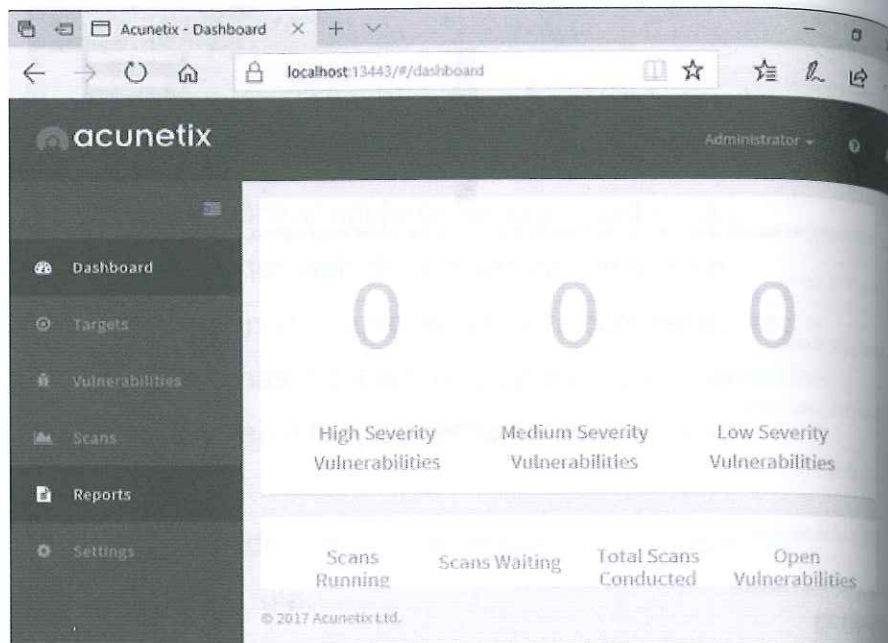 Acunetix - Dashboard
localhost:13443/#/dashboard
acunetix
Administrator
Dashboard
Targets
Vulnerabilities
Scans
Reports
Settings
0 0 0
High Severity Vulnerabilities
Medium Severity Vulnerabilities
Low Severity Vulnerabilities
Scans Running
Scans Waiting
Total Scans Conducted
Open Vulnerabilities
© 2017 Acunetix Ltd.